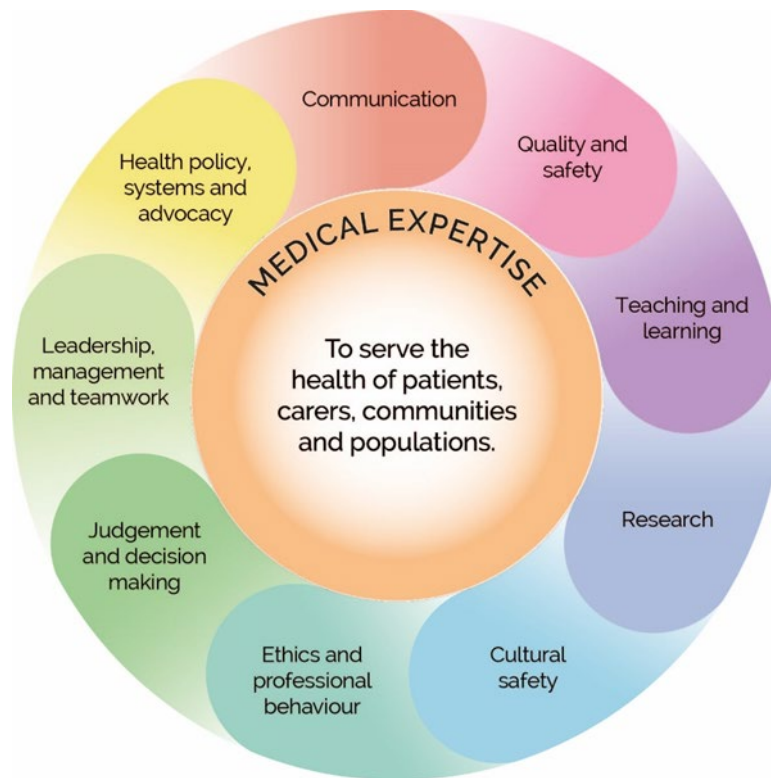 Communication
Quality and
safety
Teaching and
learning
Research
Cultural
safety
Ethics and
professional
behaviour
Judgement
and decision
making
Leadership,
management
and teamwork
Health policy,
systems and
advocacy
MEDICAL EXPERTISE
To serve the
health of patients,
carers, communities
and populations.